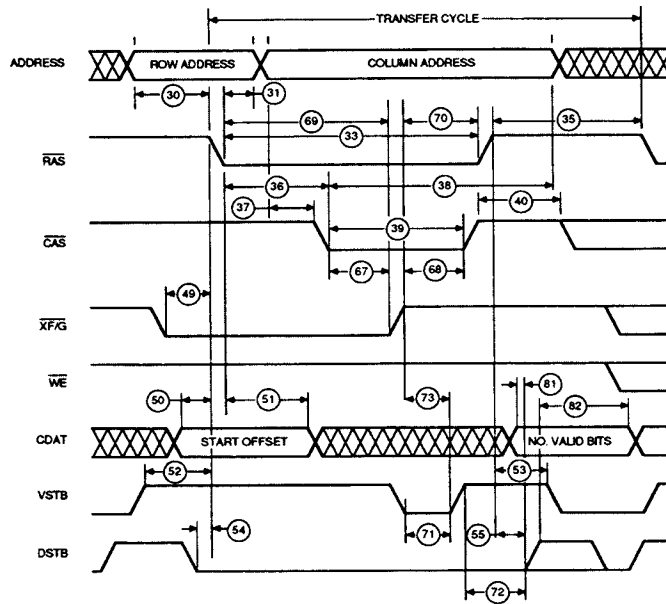 TRANSFER CYCLE
ADDRESS
ROW ADDRESS
COLUMN ADDRESS
30
31
69
70
35
33
RAS
36
38
37
40
39
CAS
67
68
49
XF/G
WE
50
51
73
81
82
CDAT
START OFFSET
NO. VALID BITS
52
53
VSTB
54
71
55
DSTB
72